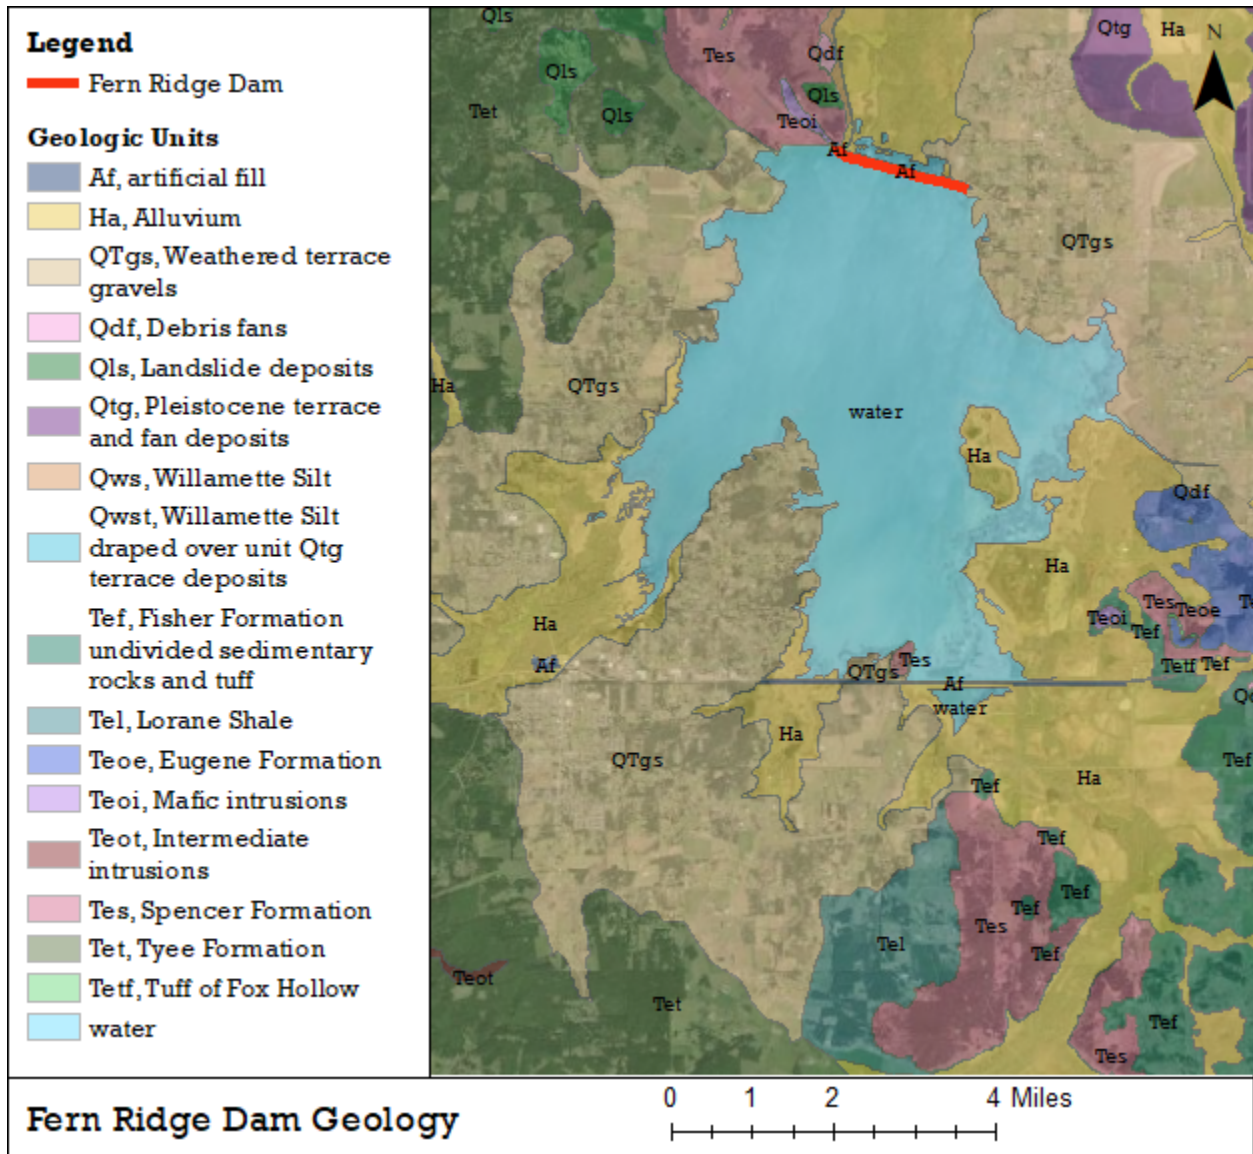 Legend
Fern Ridge Dam
Geologic Units
Af, artificial fill
Ha, Alluvium
QTgs, Weathered terrace
gravels
Qdf, Debris fans
Qls, Landslide deposits
Qtg, Pleistocene terrace
and fan deposits
Qws, Willamette Silt
Qwst, Willamette Silt
draped over unit Qtg
terrace deposits
Tef, Fisher Formation
undivided sedimentary
rocks and tuff
Tel, Lorane Shale
Teoe, Eugene Formation
Teoi, Mafic intrusions
Teot, Intermediate
intrusions
Tes, Spencer Formation
Tet, Tyee Formation
Tetf, Tuff of Fox Hollow
water
Qls
Qtg
Ha
N
Tes
Qdf
Qls
Qls
Tet
Qls
Teoi
Af
Af
QTgs
Ha
QTgs
water
Ha
Qdf
Ha
Tes
Teoe
Teoi
Tef
Ha
Tes
QTgs
Tetf
Tef
Af
Af
water
Ha
QTgs
Tef
Ha
Tef
Tef
Tef
Tef
Tes
Tel
Tef
Teot
Tet
Tef
Tes
Fern Ridge Dam Geology
0 1 2 4 Miles